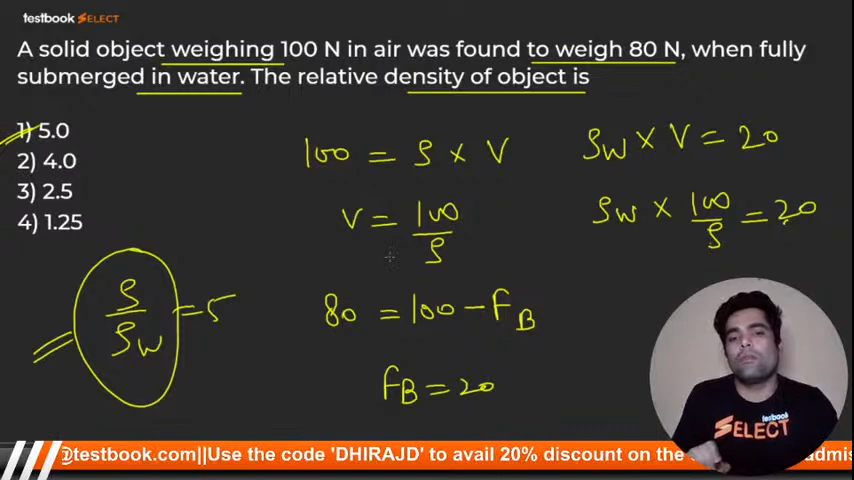 testbook SELECT
A solid object weighing 100 N in air was found to weigh 80 N, when fully
submerged in water. The relative density of object is
1) 5.0
2) 4.0
3) 2.5
4) 1.25
100 = ρ × V
V = 100/ρ
80 = 100 - FB
FB = 20
ρw × V = 20
ρw × 100/ρ = 20
ρ/ρw = 5
testbook
SELECT
@testbook.com||Use the code 'DHIRAJD' to avail 20% discount on the